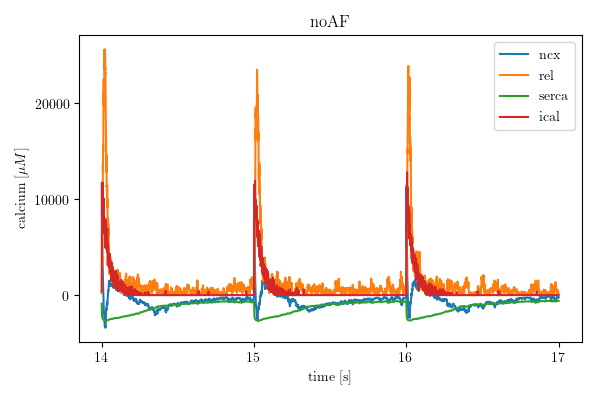 noAF
ncx
rel
serca
ical
20000
10000
0
calcium [μM]
14
15
16
17
time [s]